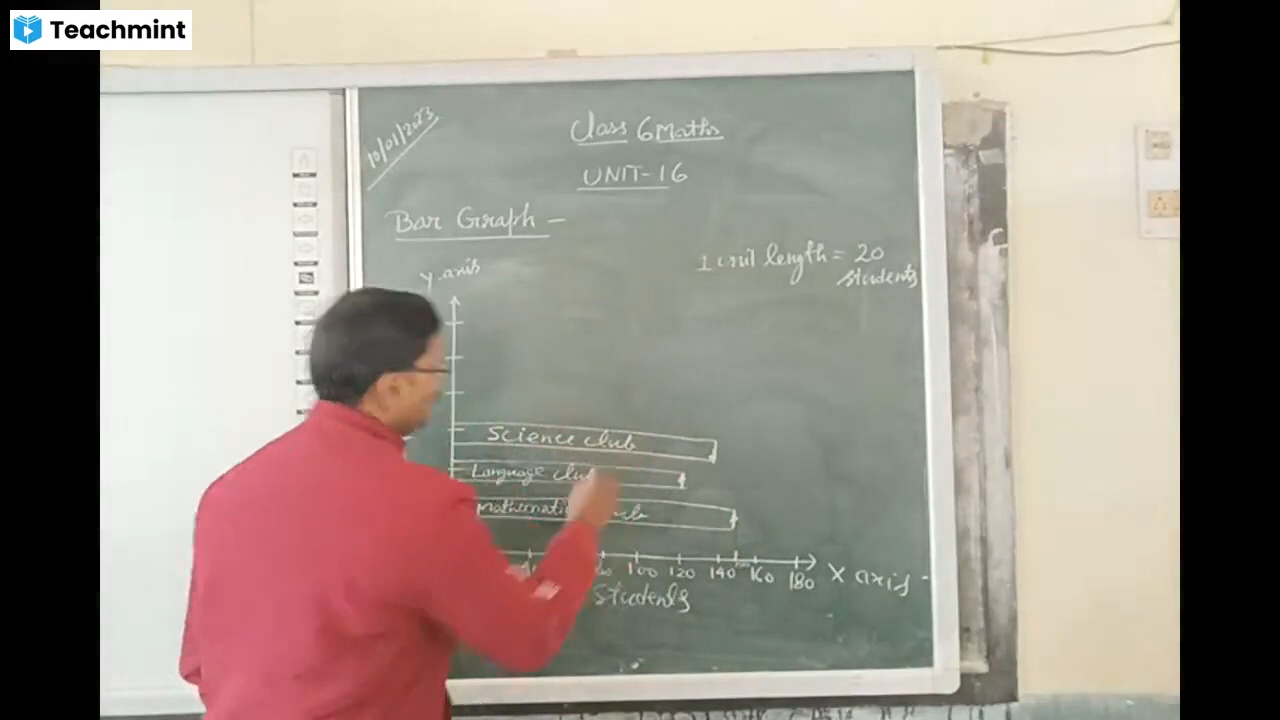 Teachmint
10/01/2023
Class 6 Maths
UNIT-16
Bar Graph -
1 unit length = 20
students
y-axis
Science club
Language club
100 120 140 160 180 X axis
Students